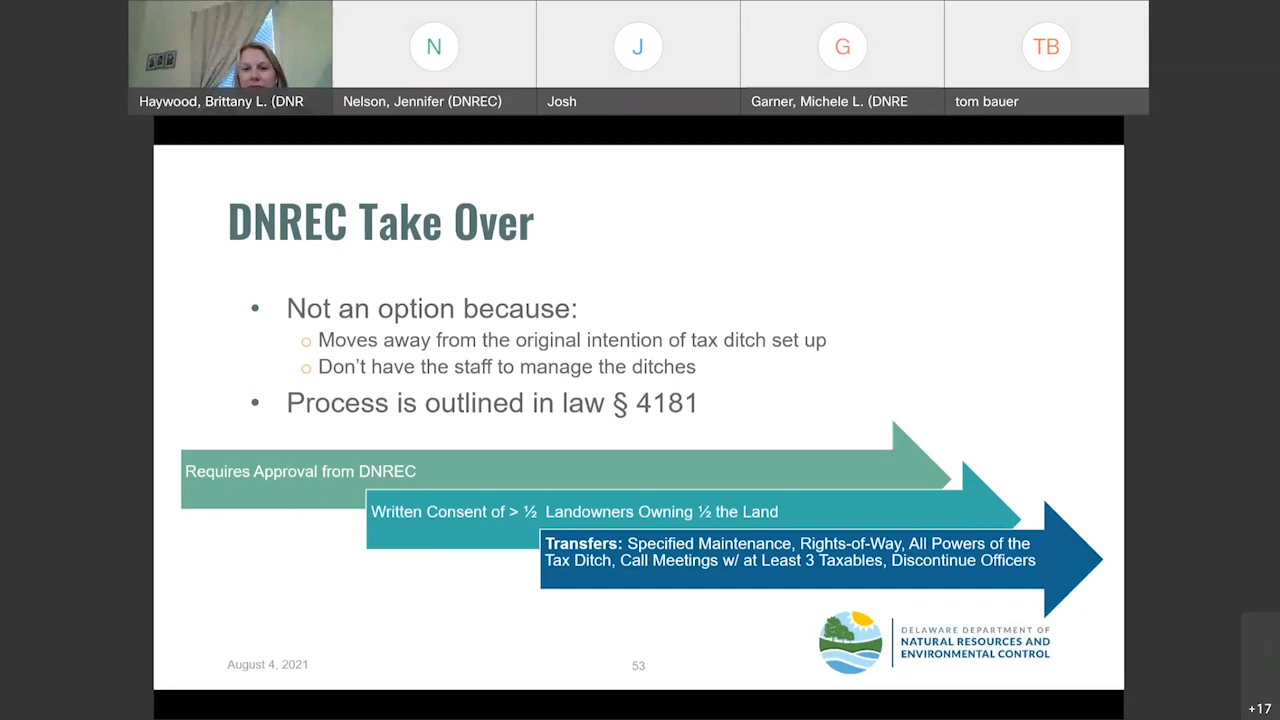 N
J
G
TB
Haywood, Brittany L. (DNR
Nelson, Jennifer (DNREC)
Josh
Garner, Michele L. (DNRE
tom bauer
DNREC Take Over
• Not an option because:
o Moves away from the original intention of tax ditch set up
o Don't have the staff to manage the ditches
• Process is outlined in law § 4181
Requires Approval from DNREC
Written Consent of > ½ Landowners Owning ½ the Land
Transfers: Specified Maintenance, Rights-of-Way, All Powers of the
Tax Ditch, Call Meetings w/ at Least 3 Taxables, Discontinue Officers
DELAWARE DEPARTMENT OF
NATURAL RESOURCES AND
ENVIRONMENTAL CONTROL
August 4, 2021
53
+17